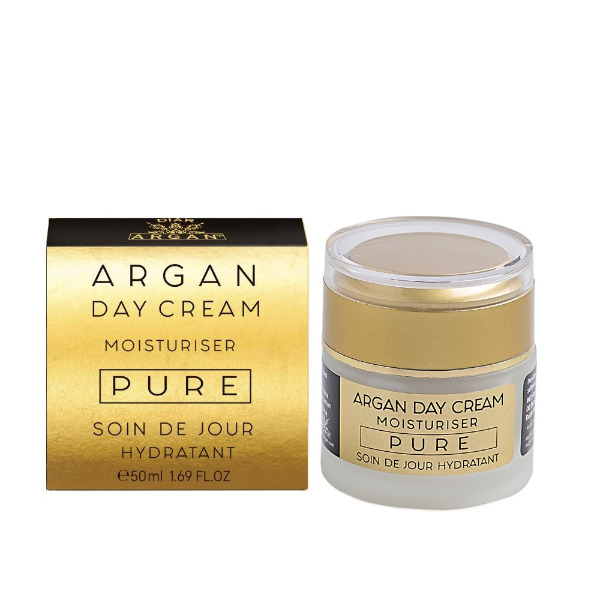 DIAR
ARGAN®
ARGAN
DAY CREAM
MOISTURISER
PURE
SOIN DE JOUR
HYDRATANT
℮50ml 1.69 FL.OZ
ARGAN DAY CREAM
MOISTURISER
PURE
SOIN DE JOUR HYDRATANT